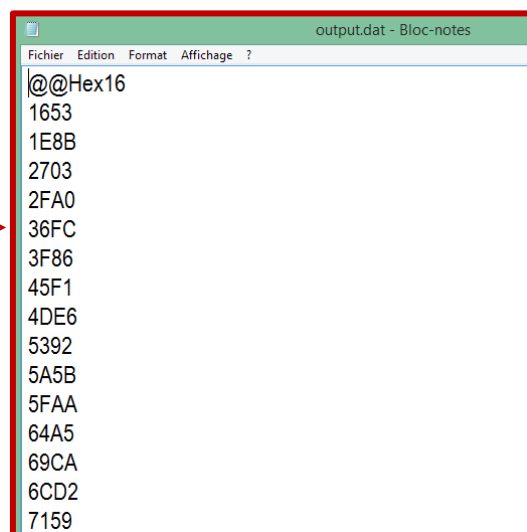 output.dat - Bloc-notes
Fichier Edition Format Affichage ?
@@Hex16
1653
1E8B
2703
2FA0
36FC
3F86
45F1
4DE6
5392
5A5B
5FAA
64A5
69CA
6CD2
7159